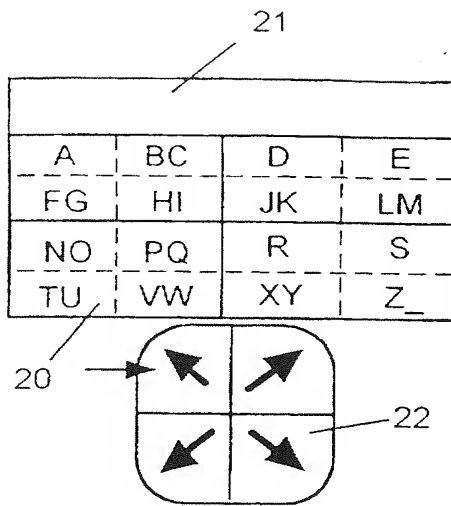 21
A BC D E
FG HI JK LM
NO PQ R S
TU VW XY Z_
20
22